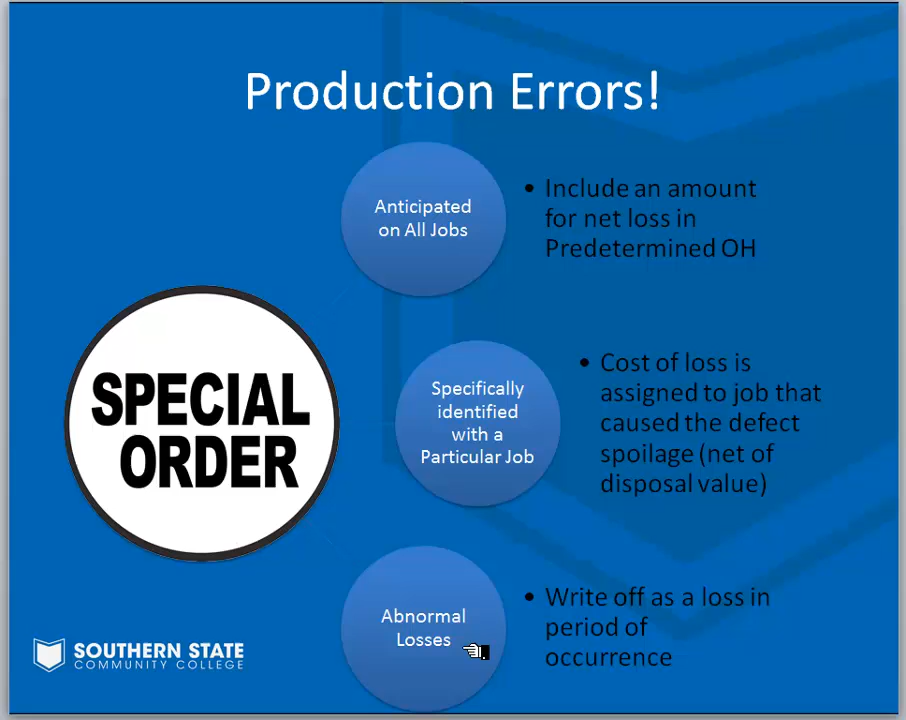 Production Errors!
Anticipated
on All Jobs
• Include an amount
for net loss in
Predetermined OH
SPECIAL
ORDER
Specifically
identified
with a
Particular Job
• Cost of loss is
assigned to job that
caused the defect
spoilage (net of
disposal value)
Abnormal
Losses
• Write off as a loss in
period of
occurrence
SOUTHERN STATE
COMMUNITY COLLEGE